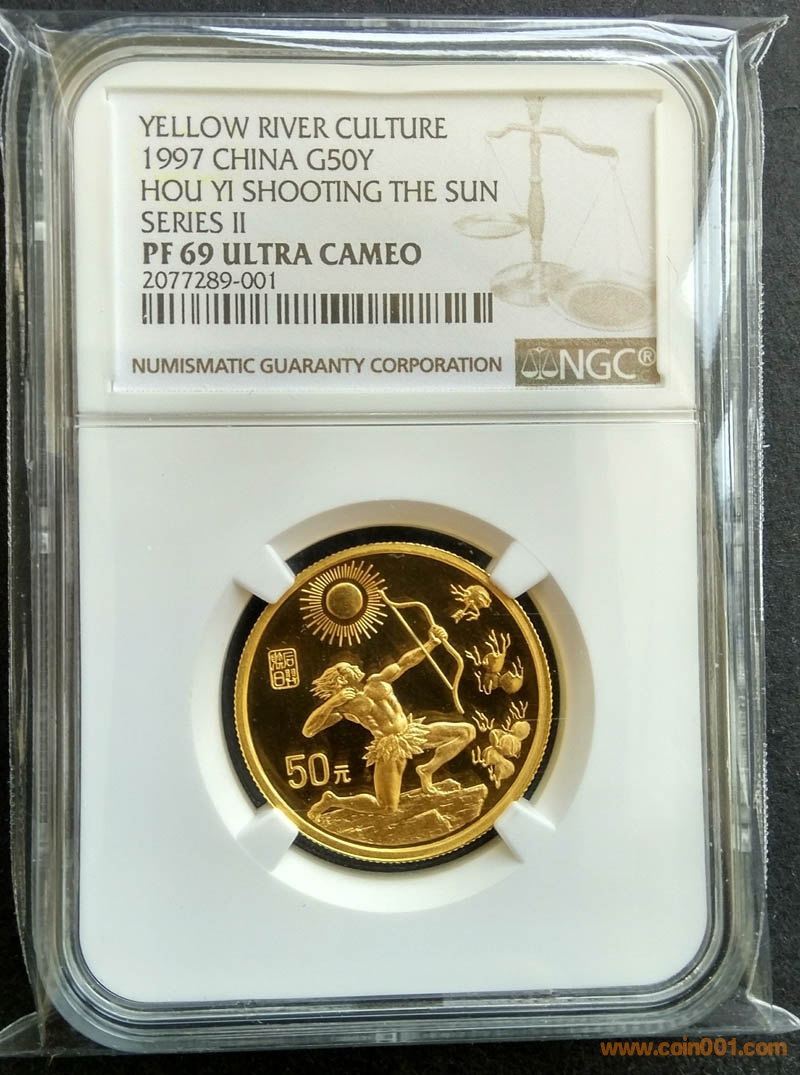 YELLOW RIVER CULTURE
1997 CHINA G50Y
HOU YI SHOOTING THE SUN
SERIES II
PF 69 ULTRA CAMEO
2077289-001
NUMISMATIC GUARANTY CORPORATION
NGC®
50元
www.coin001.com